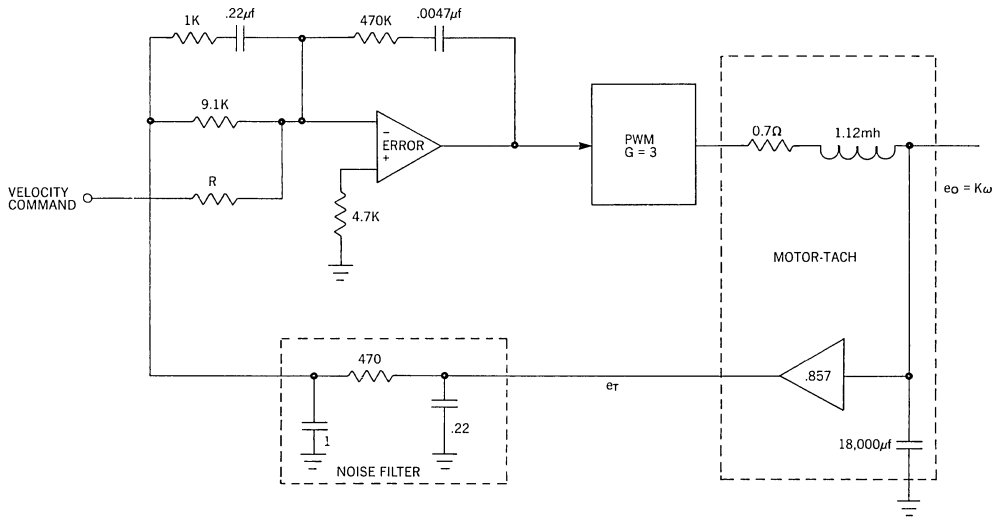 1K
.22μf
470K
.0047μf
9.1K
R
VELOCITY
COMMAND
−
ERROR
+
4.7K
PWM
G = 3
0.7Ω
1.12mh
eo = Kω
MOTOR-TACH
.857
18,000μf
eT
470
1
.22
NOISE FILTER